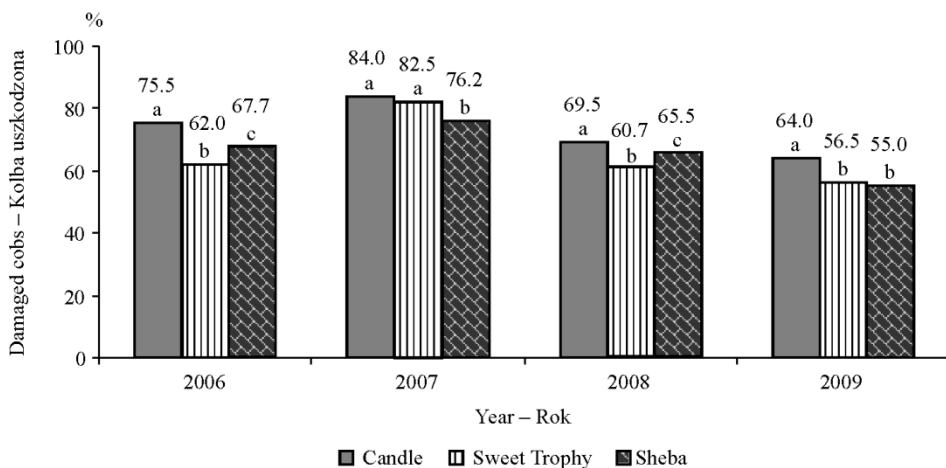 %
Damaged cobs – Kolba uszkodzona
100
80
60
40
20
0
75.5
a
62.0
b
67.7
c
84.0
a
82.5
a
76.2
b
69.5
a
60.7
b
65.5
c
64.0
a
56.5
b
55.0
b
2006 2007 2008 2009
Year – Rok
Candle Sweet Trophy Sheba